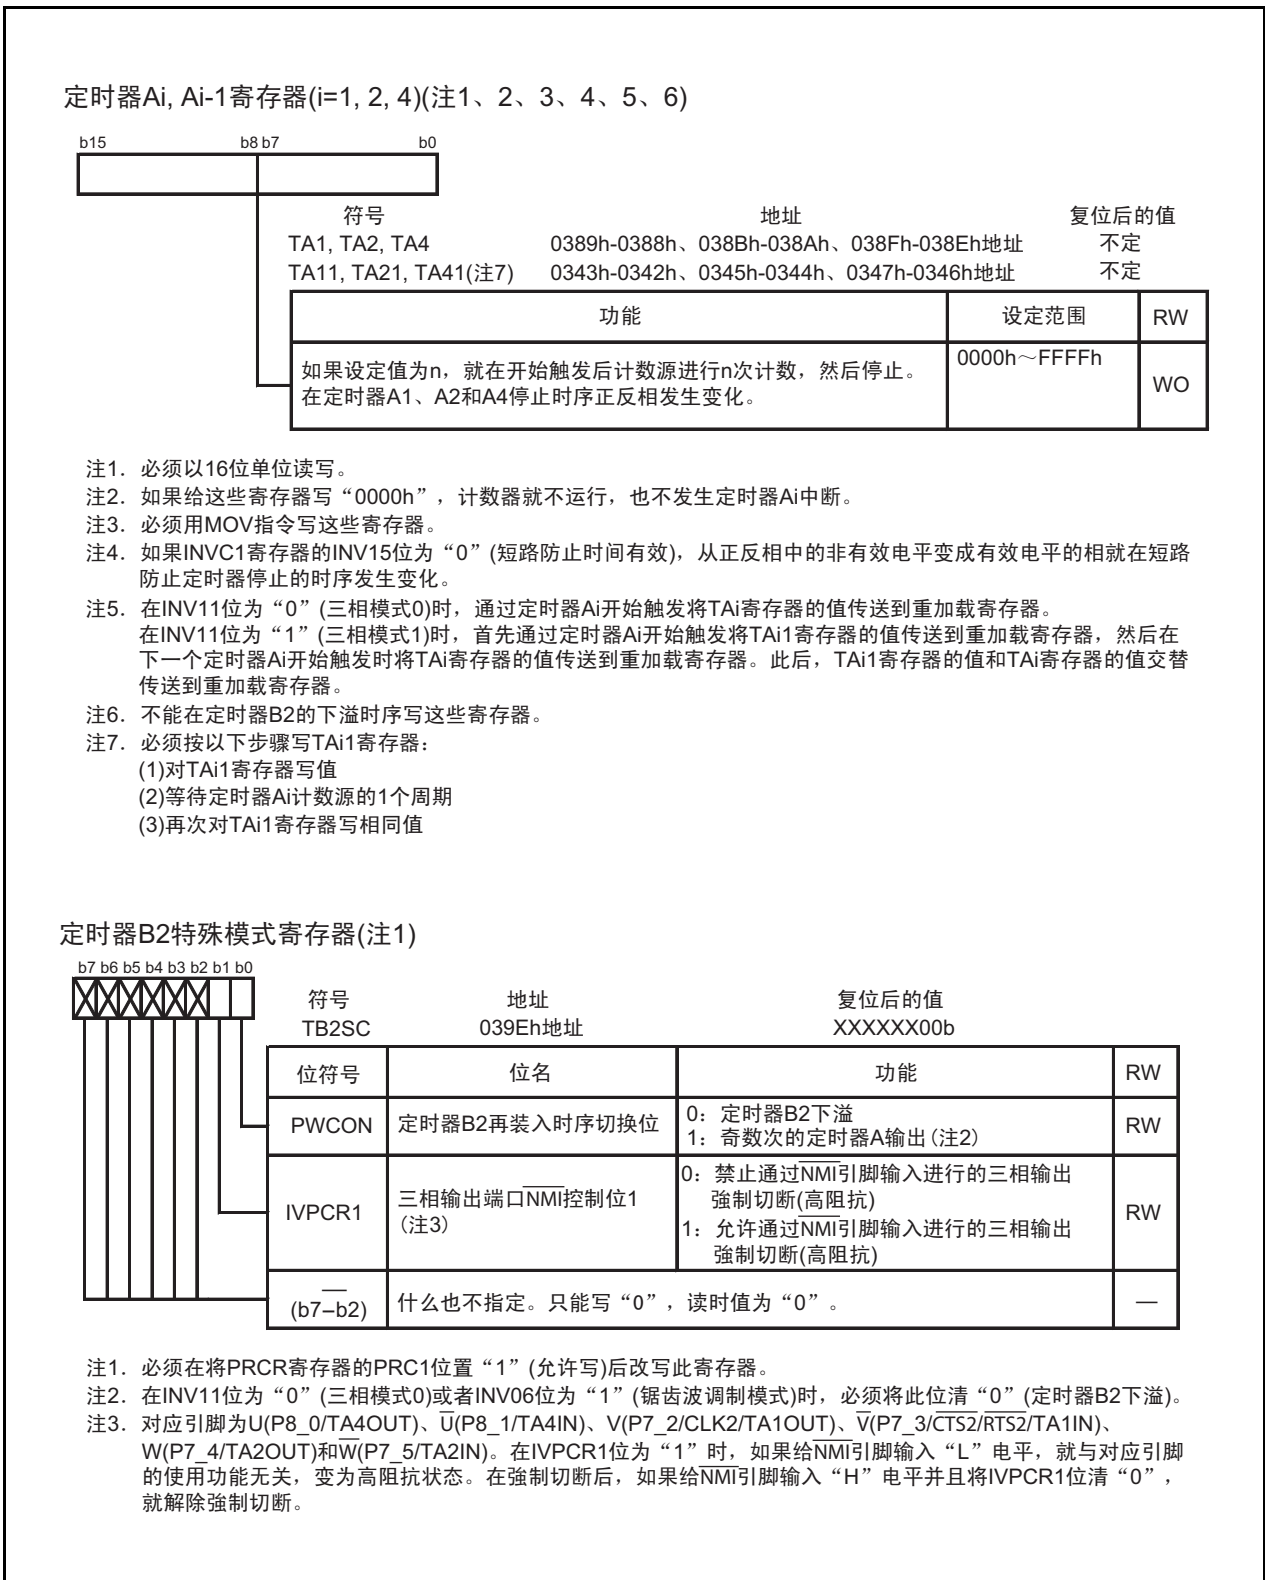 定时器Ai, Ai-1寄存器(i=1, 2, 4)(注1、2、3、4、5、6)
b15 b8 b7 b0
符号 地址 复位后的值
TA1, TA2, TA4 0389h-0388h、038Bh-038Ah、038Fh-038Eh地址 不定
TA11, TA21, TA41(注7) 0343h-0342h、0345h-0344h、0347h-0346h地址 不定
功能 设定范围 RW
如果设定值为n，就在开始触发后计数源进行n次计数，然后停止。 0000h～FFFFh
在定时器A1、A2和A4停止时序正反相发生变化。 WO
注1. 必须以16位单位读写。
注2. 如果给这些寄存器写“0000h”，计数器就不运行，也不发生定时器Ai中断。
注3. 必须用MOV指令写这些寄存器。
注4. 如果INVC1寄存器的INV15位为“0”(短路防止时间有效)，从正反相中的非有效电平变成有效电平的相就在短路
防止定时器停止的时序发生变化。
注5. 在INV11位为“0”(三相模式0)时，通过定时器Ai开始触发将TAi寄存器的值传送到重加载寄存器。
在INV11位为“1”(三相模式1)时，首先通过定时器Ai开始触发将TAi1寄存器的值传送到重加载寄存器，然后在
下一个定时器Ai开始触发时将TAi寄存器的值传送到重加载寄存器。此后，TAi1寄存器的值和TAi寄存器的值交替
传送到重加载寄存器。
注6. 不能在定时器B2的下溢时序写这些寄存器。
注7. 必须按以下步骤写TAi1寄存器：
(1)对TAi1寄存器写值
(2)等待定时器Ai计数源的1个周期
(3)再次对TAi1寄存器写相同值
定时器B2特殊模式寄存器(注1)
b7 b6 b5 b4 b3 b2 b1 b0
符号 地址 复位后的值
TB2SC 039Eh地址 XXXXXX00b
位符号 位名 功能 RW
PWCON 定时器B2再装入时序切换位 0：定时器B2下溢
1：奇数次的定时器A输出(注2) RW
IVPCR1 三相输出端口N̅M̅I̅控制位1
(注3)
0：禁止通过N̅M̅I̅引脚输入进行的三相输出
強制切断(高阻抗)
1：允许通过N̅M̅I̅引脚输入进行的三相输出
強制切断(高阻抗)
RW
—
(b7–b2) 什么也不指定。只能写“0”，读时值为“0”。 —
注1. 必须在将PRCR寄存器的PRC1位置“1”(允许写)后改写此寄存器。
注2. 在INV11位为“0”(三相模式0)或者INV06位为“1”(锯齿波调制模式)时，必须将此位清“0”(定时器B2下溢)。
注3. 对应引脚为U(P8_0/TA4OUT)、U̅(P8_1/TA4IN)、V(P7_2/CLK2/TA1OUT)、V̅(P7_3/C̅T̅S̅2̅/R̅T̅S̅2̅/TA1IN)、
W(P7_4/TA2OUT)和W̅(P7_5/TA2IN)。在IVPCR1位为“1”时，如果给N̅M̅I̅引脚输入“L”电平，就与对应引脚
的使用功能无关，变为高阻抗状态。在強制切断后，如果给N̅M̅I̅引脚输入“H”电平并且将IVPCR1位清“0”，
就解除強制切断。